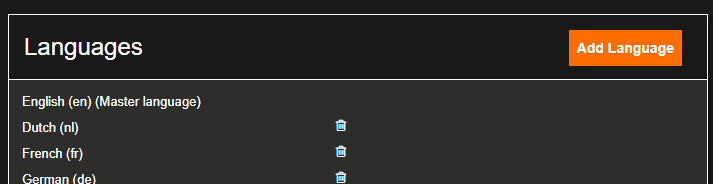 Languages
Add Language
English (en) (Master language)
Dutch (nl)
French (fr)
German (de)